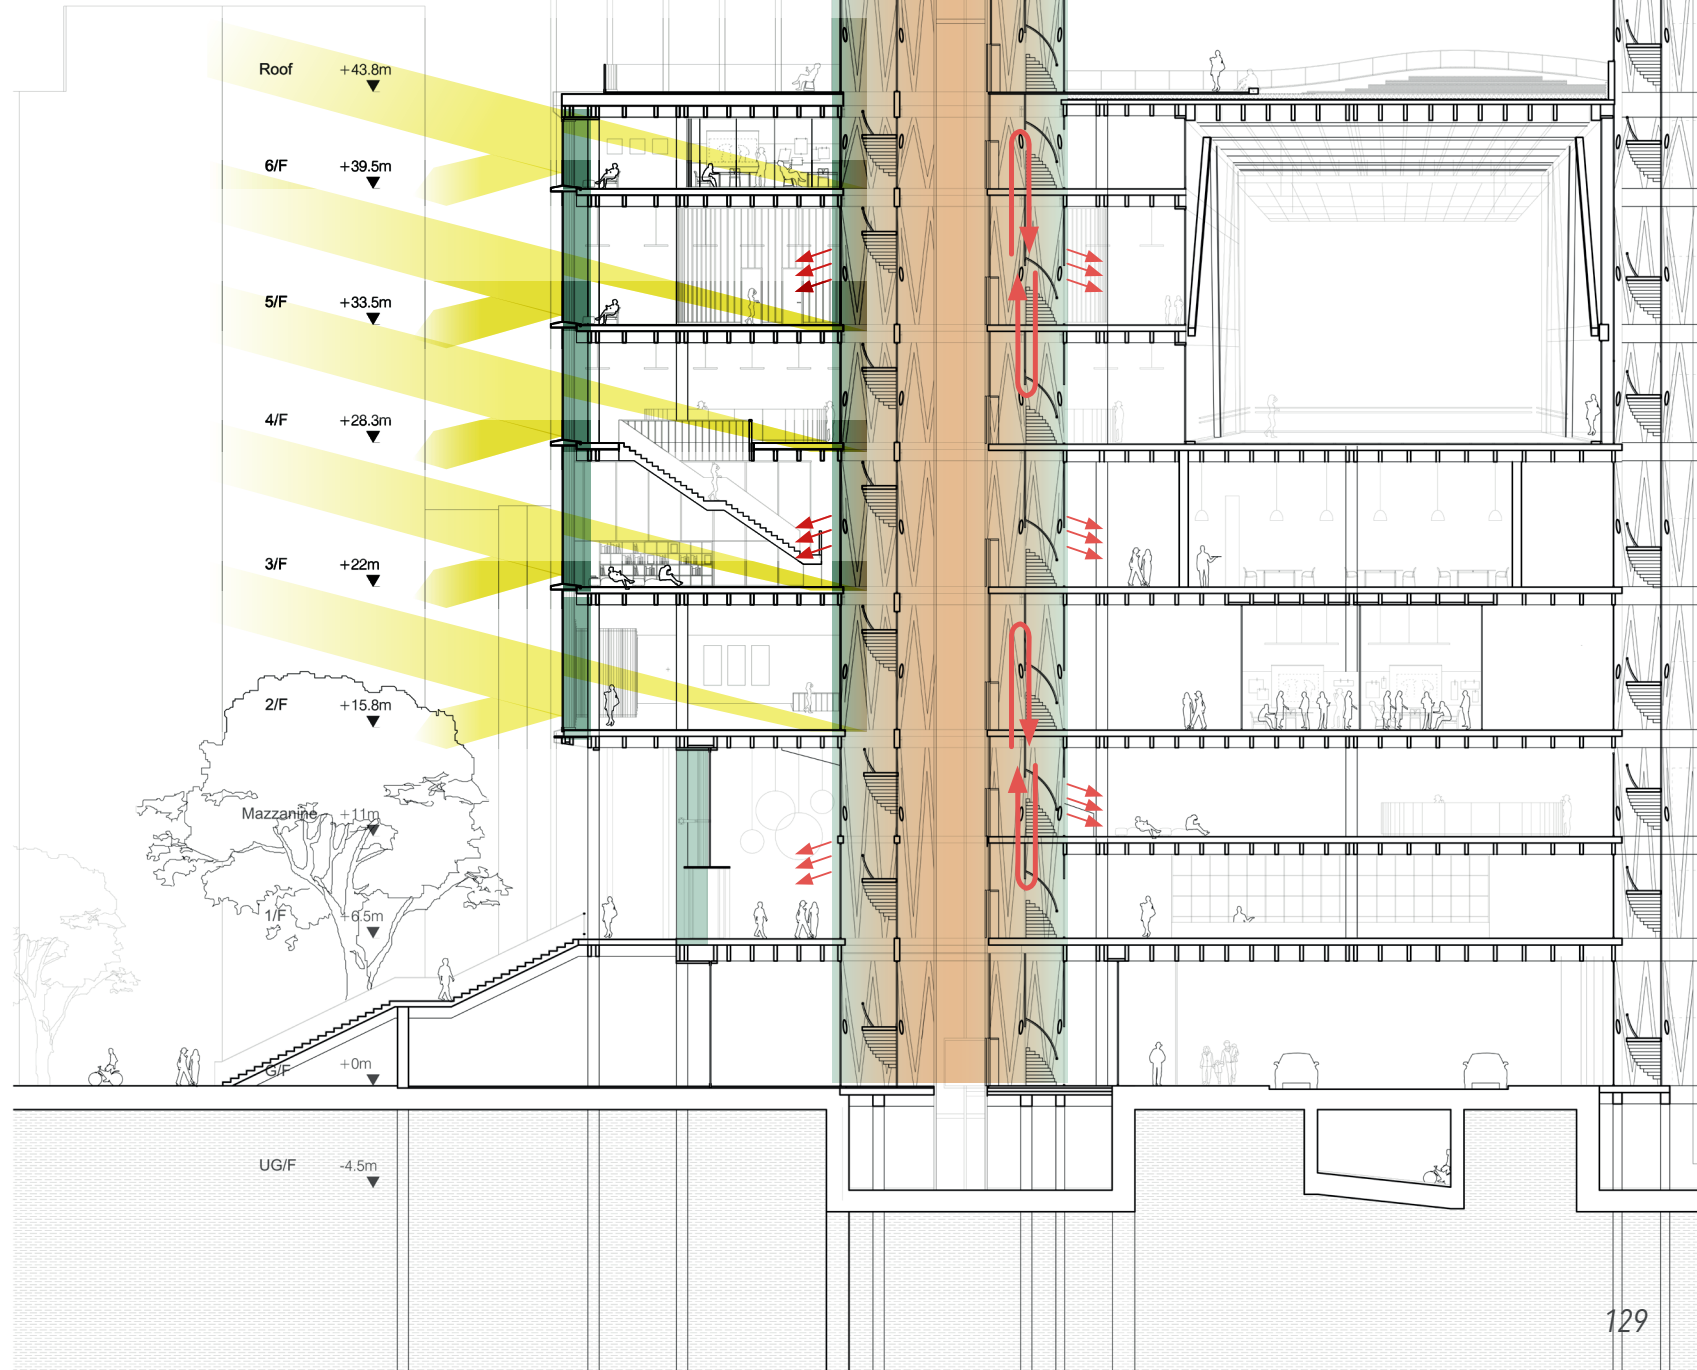 Roof +43.8m
6/F +39.5m
5/F +33.5m
4/F +28.3m
3/F +22m
2/F +15.8m
Mazzanine +11m
1/F +6.5m
G/F +0m
UG/F -4.5m
129